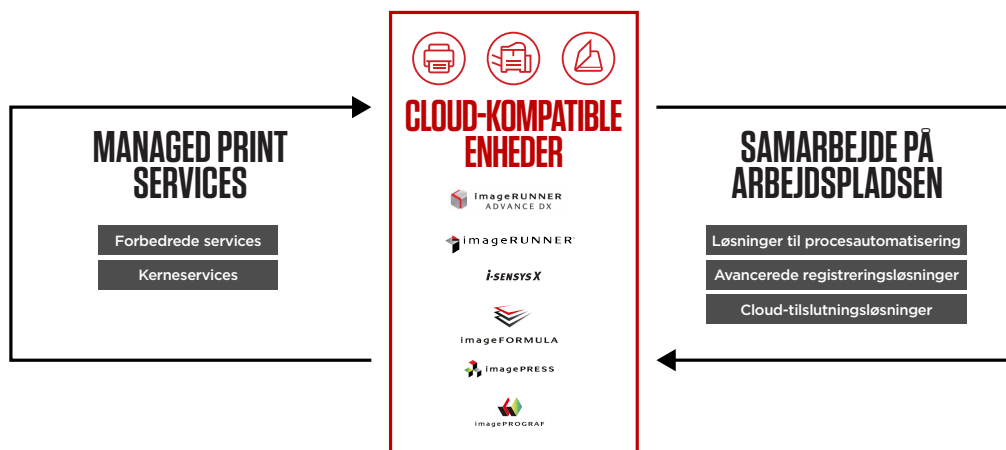 MANAGED PRINT
SERVICES
Forbedrede services
Kerneservices
CLOUD-KOMPATIBLE
ENHEDER
imageRUNNER
ADVANCE DX
imageRUNNER
i-SENSYS X
imageFORMULA
imagePRESS
imagePROGRAF
SAMARBEJDE PÅ
ARBEJDSPLADSEN
Løsninger til procesautomatisering
Avancerede registreringsløsninger
Cloud-tilslutningsløsninger